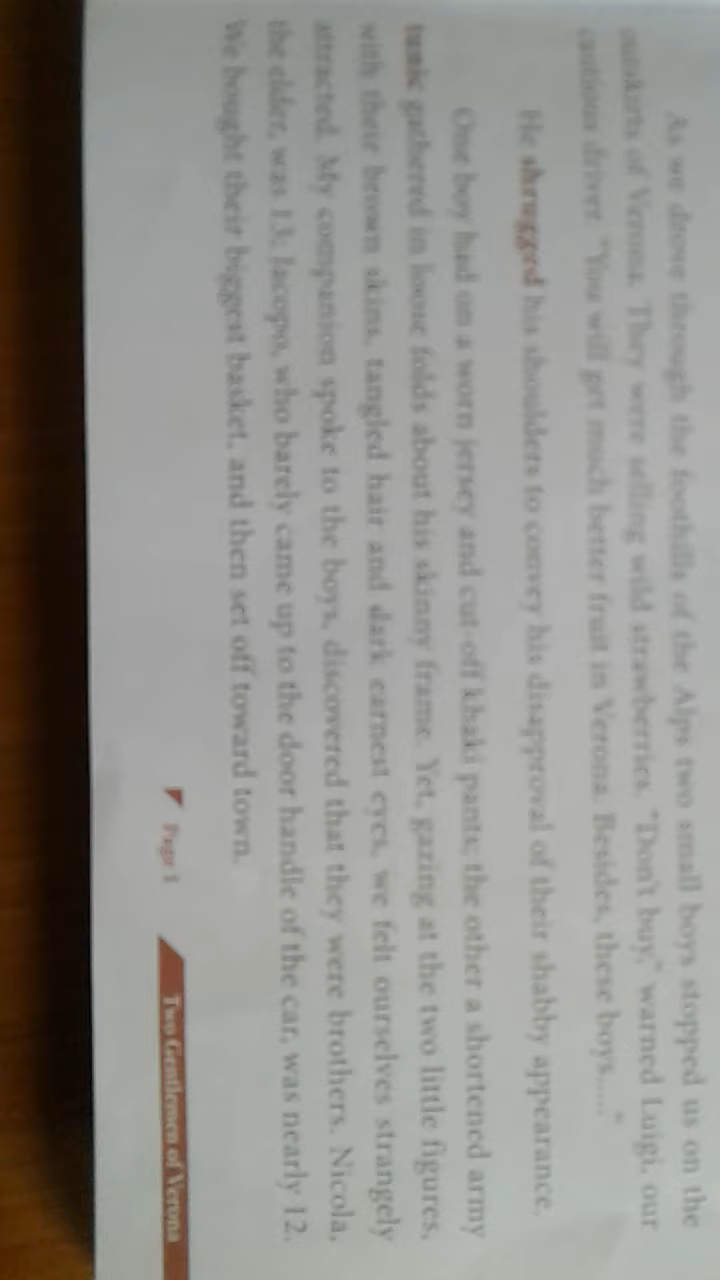 As we drove through the foothills of the Alps two small boys stopped us on the
outskirts of Verona. They were selling wild strawberries. "Don't buy," warned Luigi, our
cautious driver. "You will get much better fruit in Verona. Besides, these boys....."
He shrugged his shoulders to convey his disapproval of their shabby appearance.
One boy had on a worn jersey and cut-off khaki pants; the other a shortened army
tunic gathered in loose folds about his skinny frame. Yet, gazing at the two little figures,
with their brown skins, tangled hair and dark earnest eyes, we felt ourselves strangely
attracted. My companion spoke to the boys, discovered that they were brothers. Nicola,
the elder, was 13; Jacopo, who barely came up to the door handle of the car, was nearly 12.
We bought their biggest basket, and then set off toward town.
Page 1
Two Gentlemen of Verona